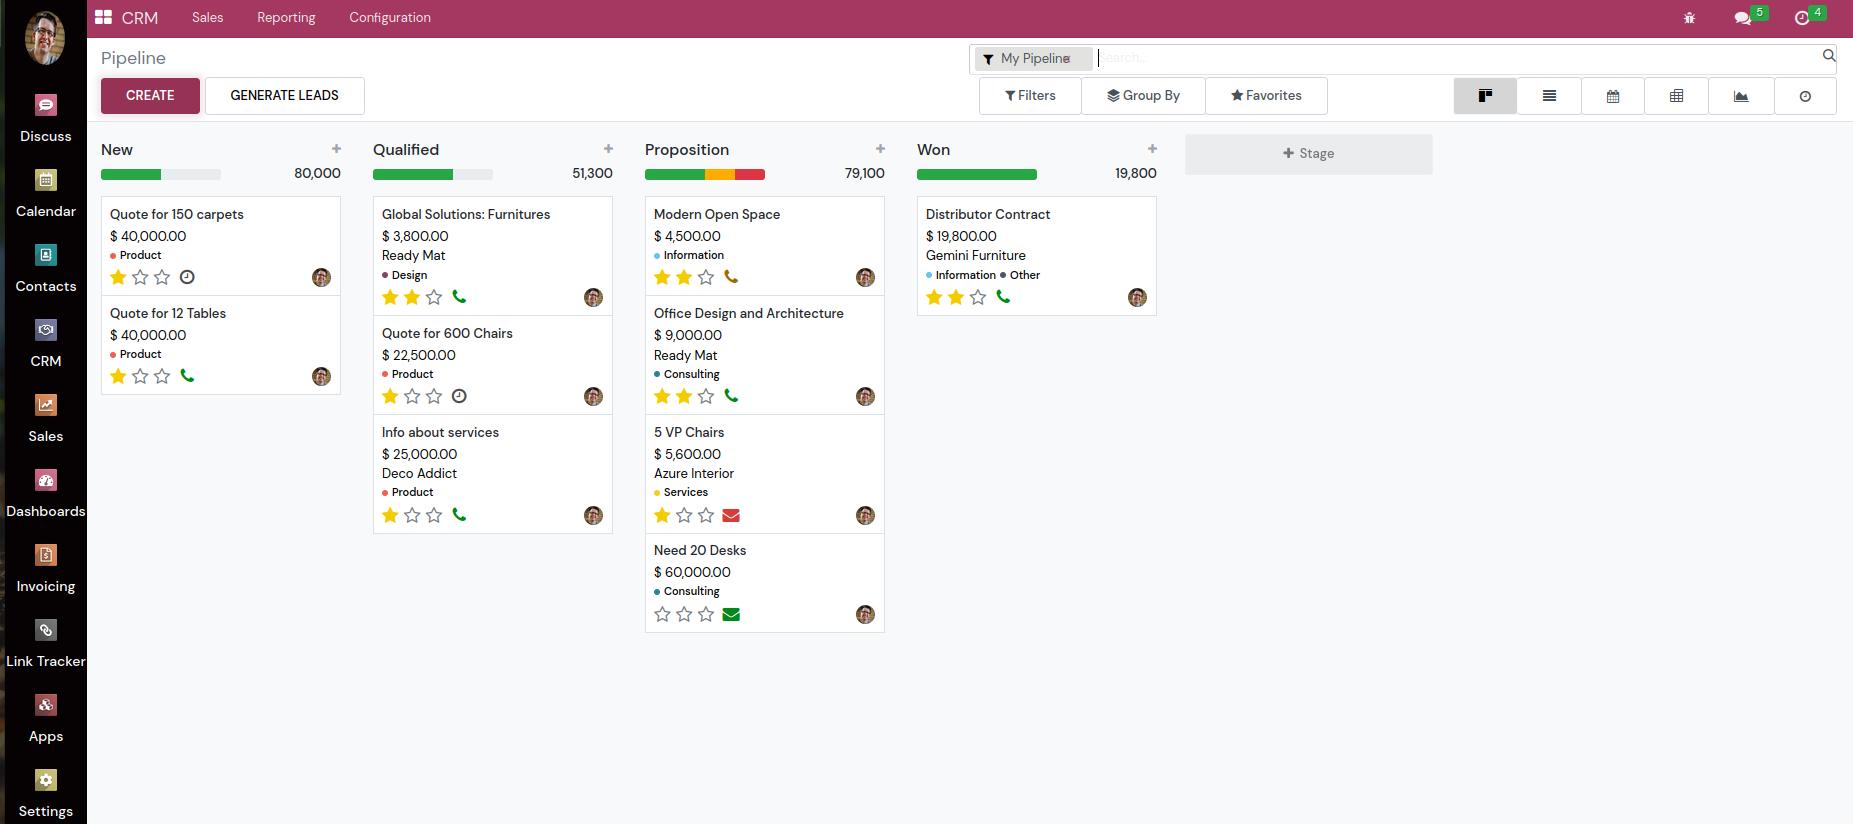 CRM Sales Reporting Configuration 5 4
Discuss
Calendar
Contacts
CRM
Sales
Dashboards
Invoicing
Link Tracker
Apps
Settings
Pipeline
My Pipeline Search...
CREATE GENERATE LEADS
Filters Group By Favorites
New
80,000
Quote for 150 carpets
$ 40,000.00
Product
Quote for 12 Tables
$ 40,000.00
Product
Qualified
51,300
Global Solutions: Furnitures
$ 3,800.00
Ready Mat
Design
Quote for 600 Chairs
$ 22,500.00
Product
Info about services
$ 25,000.00
Deco Addict
Product
Proposition
79,100
Modern Open Space
$ 4,500.00
Information
Office Design and Architecture
$ 9,000.00
Ready Mat
Consulting
5 VP Chairs
$ 5,600.00
Azure Interior
Services
Need 20 Desks
$ 60,000.00
Consulting
Won
19,800
Distributor Contract
$ 19,800.00
Gemini Furniture
Information Other
+ Stage